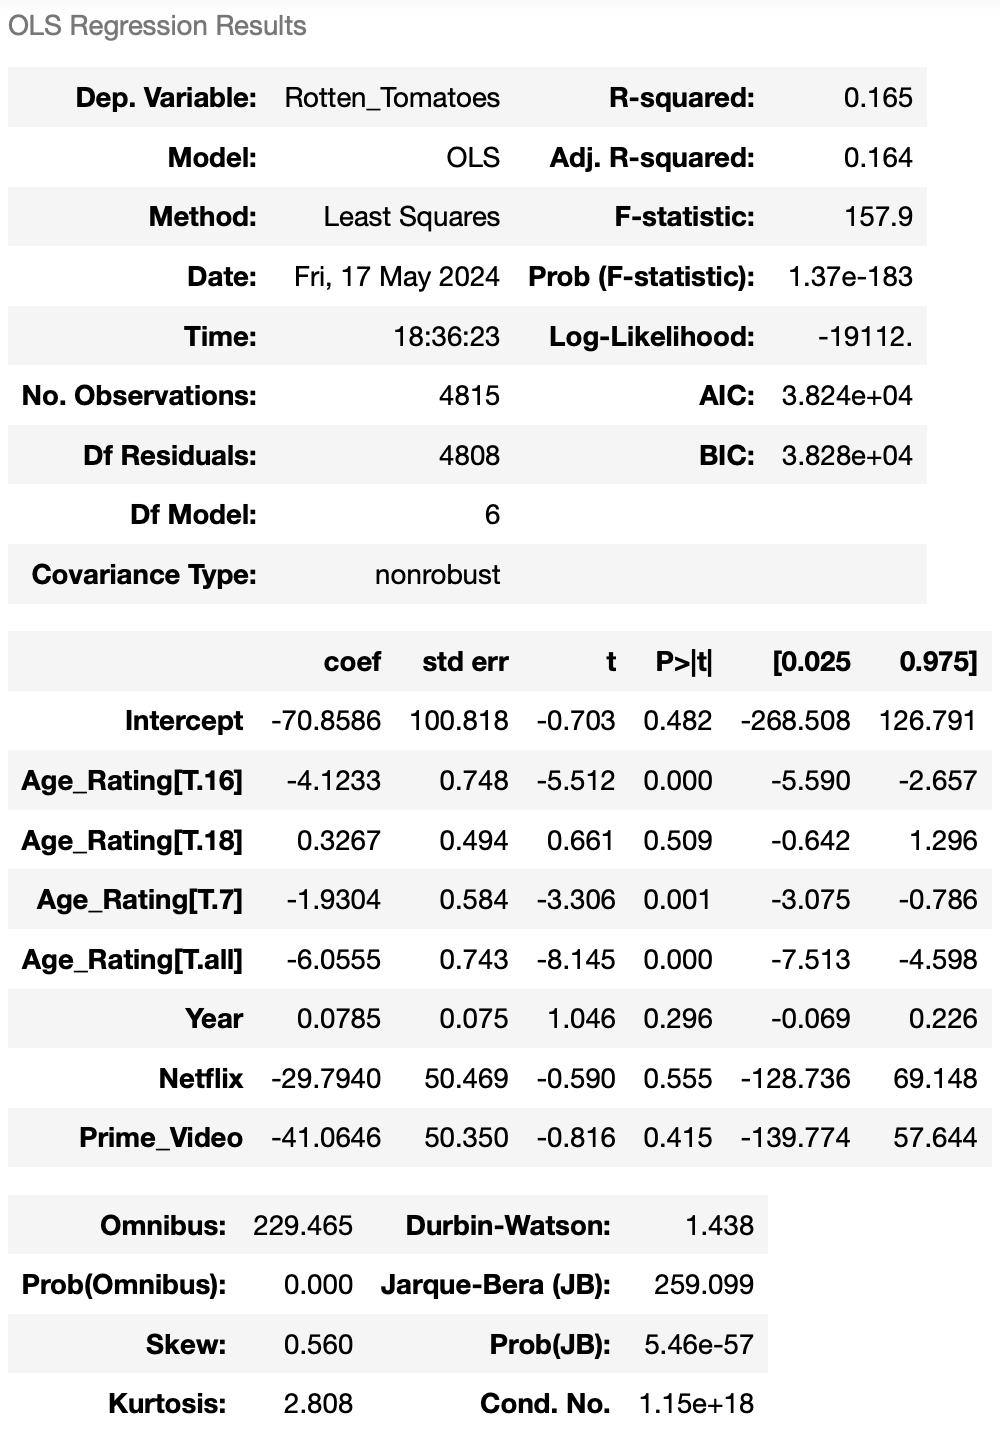 OLS Regression Results
Dep. Variable: Rotten_Tomatoes R-squared: 0.165
Model: OLS Adj. R-squared: 0.164
Method: Least Squares F-statistic: 157.9
Date: Fri, 17 May 2024 Prob (F-statistic): 1.37e-183
Time: 18:36:23 Log-Likelihood: -19112.
No. Observations: 4815 AIC: 3.824e+04
Df Residuals: 4808 BIC: 3.828e+04
Df Model: 6
Covariance Type: nonrobust
coef std err t P>|t| [0.025 0.975]
Intercept -70.8586 100.818 -0.703 0.482 -268.508 126.791
Age_Rating[T.16] -4.1233 0.748 -5.512 0.000 -5.590 -2.657
Age_Rating[T.18] 0.3267 0.494 0.661 0.509 -0.642 1.296
Age_Rating[T.7] -1.9304 0.584 -3.306 0.001 -3.075 -0.786
Age_Rating[T.all] -6.0555 0.743 -8.145 0.000 -7.513 -4.598
Year 0.0785 0.075 1.046 0.296 -0.069 0.226
Netflix -29.7940 50.469 -0.590 0.555 -128.736 69.148
Prime_Video -41.0646 50.350 -0.816 0.415 -139.774 57.644
Omnibus: 229.465 Durbin-Watson: 1.438
Prob(Omnibus): 0.000 Jarque-Bera (JB): 259.099
Skew: 0.560 Prob(JB): 5.46e-57
Kurtosis: 2.808 Cond. No. 1.15e+18